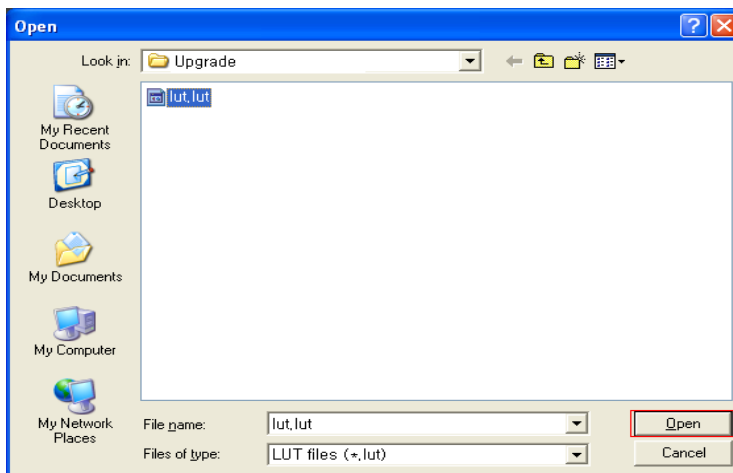 Open
Look in: Upgrade
lut.lut
My Recent
Documents
Desktop
My Documents
My Computer
My Network
Places
File name: lut.lut
Open
Files of type: LUT files (*.lut)
Cancel